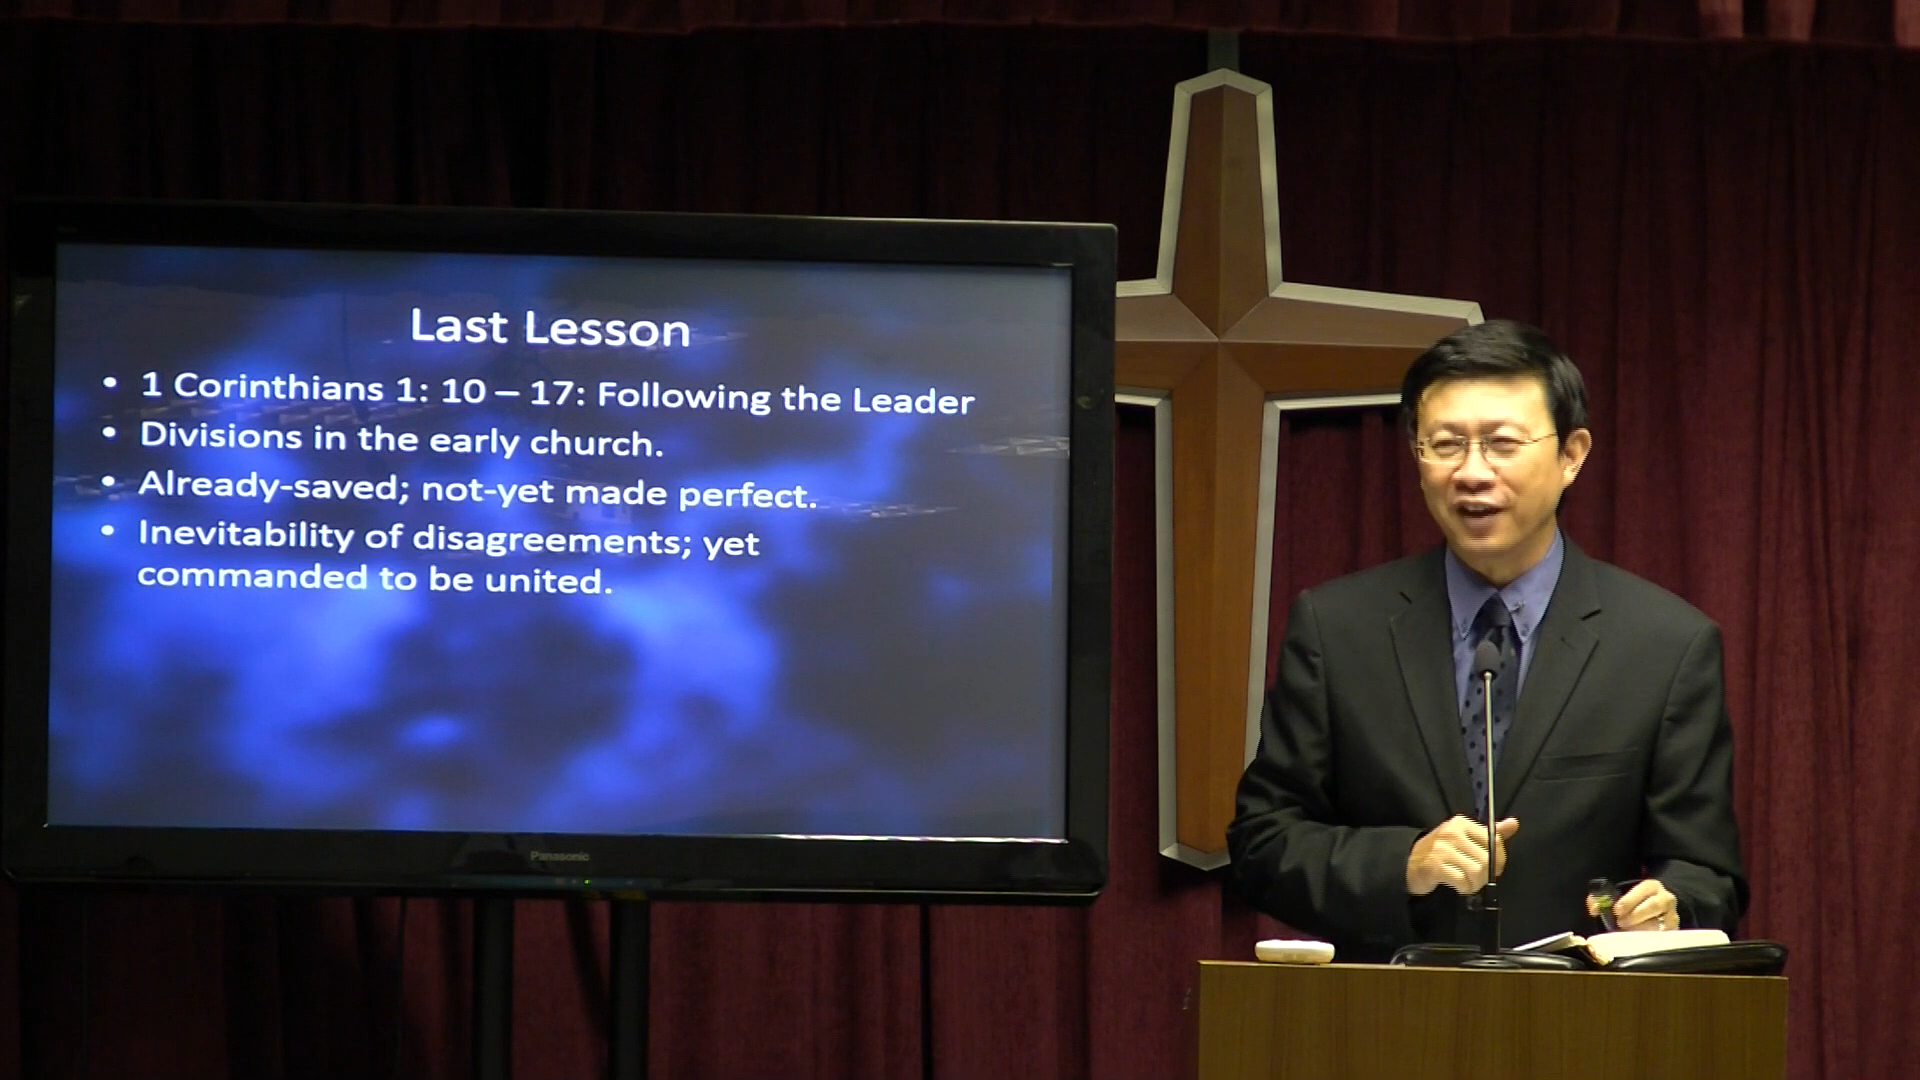 Last Lesson
• 1 Corinthians 1: 10 – 17: Following the Leader
• Divisions in the early church.
• Already-saved; not-yet made perfect.
• Inevitability of disagreements; yet
commanded to be united.
Panasonic